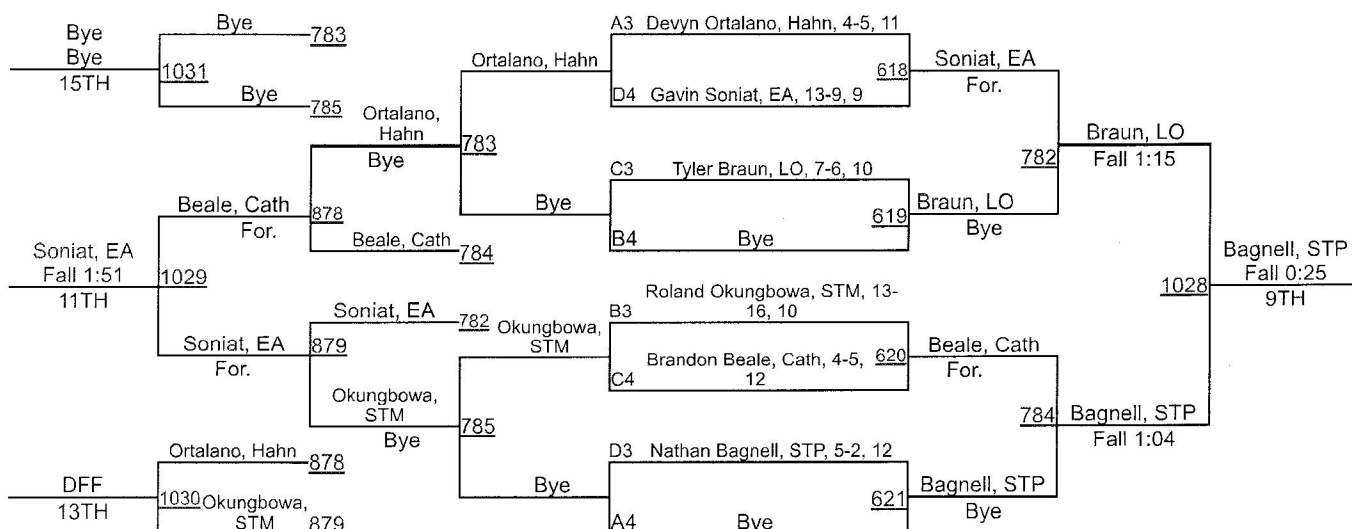 Bye
Bye
15TH
Bye
783
1031
Bye
785
Ortalano,
Hahn
Bye
783
Ortalano, Hahn
Bye
A3 Devyn Ortalano, Hahn, 4-5, 11
618
D4 Gavin Soniat, EA, 13-9, 9
Soniat, EA
For.
C3 Tyler Braun, LO, 7-6, 10
619
B4 Bye
Braun, LO
Bye
782
Braun, LO
Fall 1:15
Beale, Cath
For.
878
Beale, Cath
784
Soniat, EA
Fall 1:51
11TH
1029
Soniat, EA
For.
879
Soniat, EA
782
Okungbowa,
STM
Bye
785
Okungbowa,
STM
Bye
Roland Okungbowa, STM, 13-
B3 16, 10
Brandon Beale, Cath, 4-5,
C4 12
620
Beale, Cath
For.
D3 Nathan Bagnell, STP, 5-2, 12
621
A4 Bye
Bagnell, STP
Bye
784
Bagnell, STP
Fall 1:04
1028
Bagnell, STP
Fall 0:25
9TH
Ortalano, Hahn
878
DFF
13TH
1030
Okungbowa,
STM
879